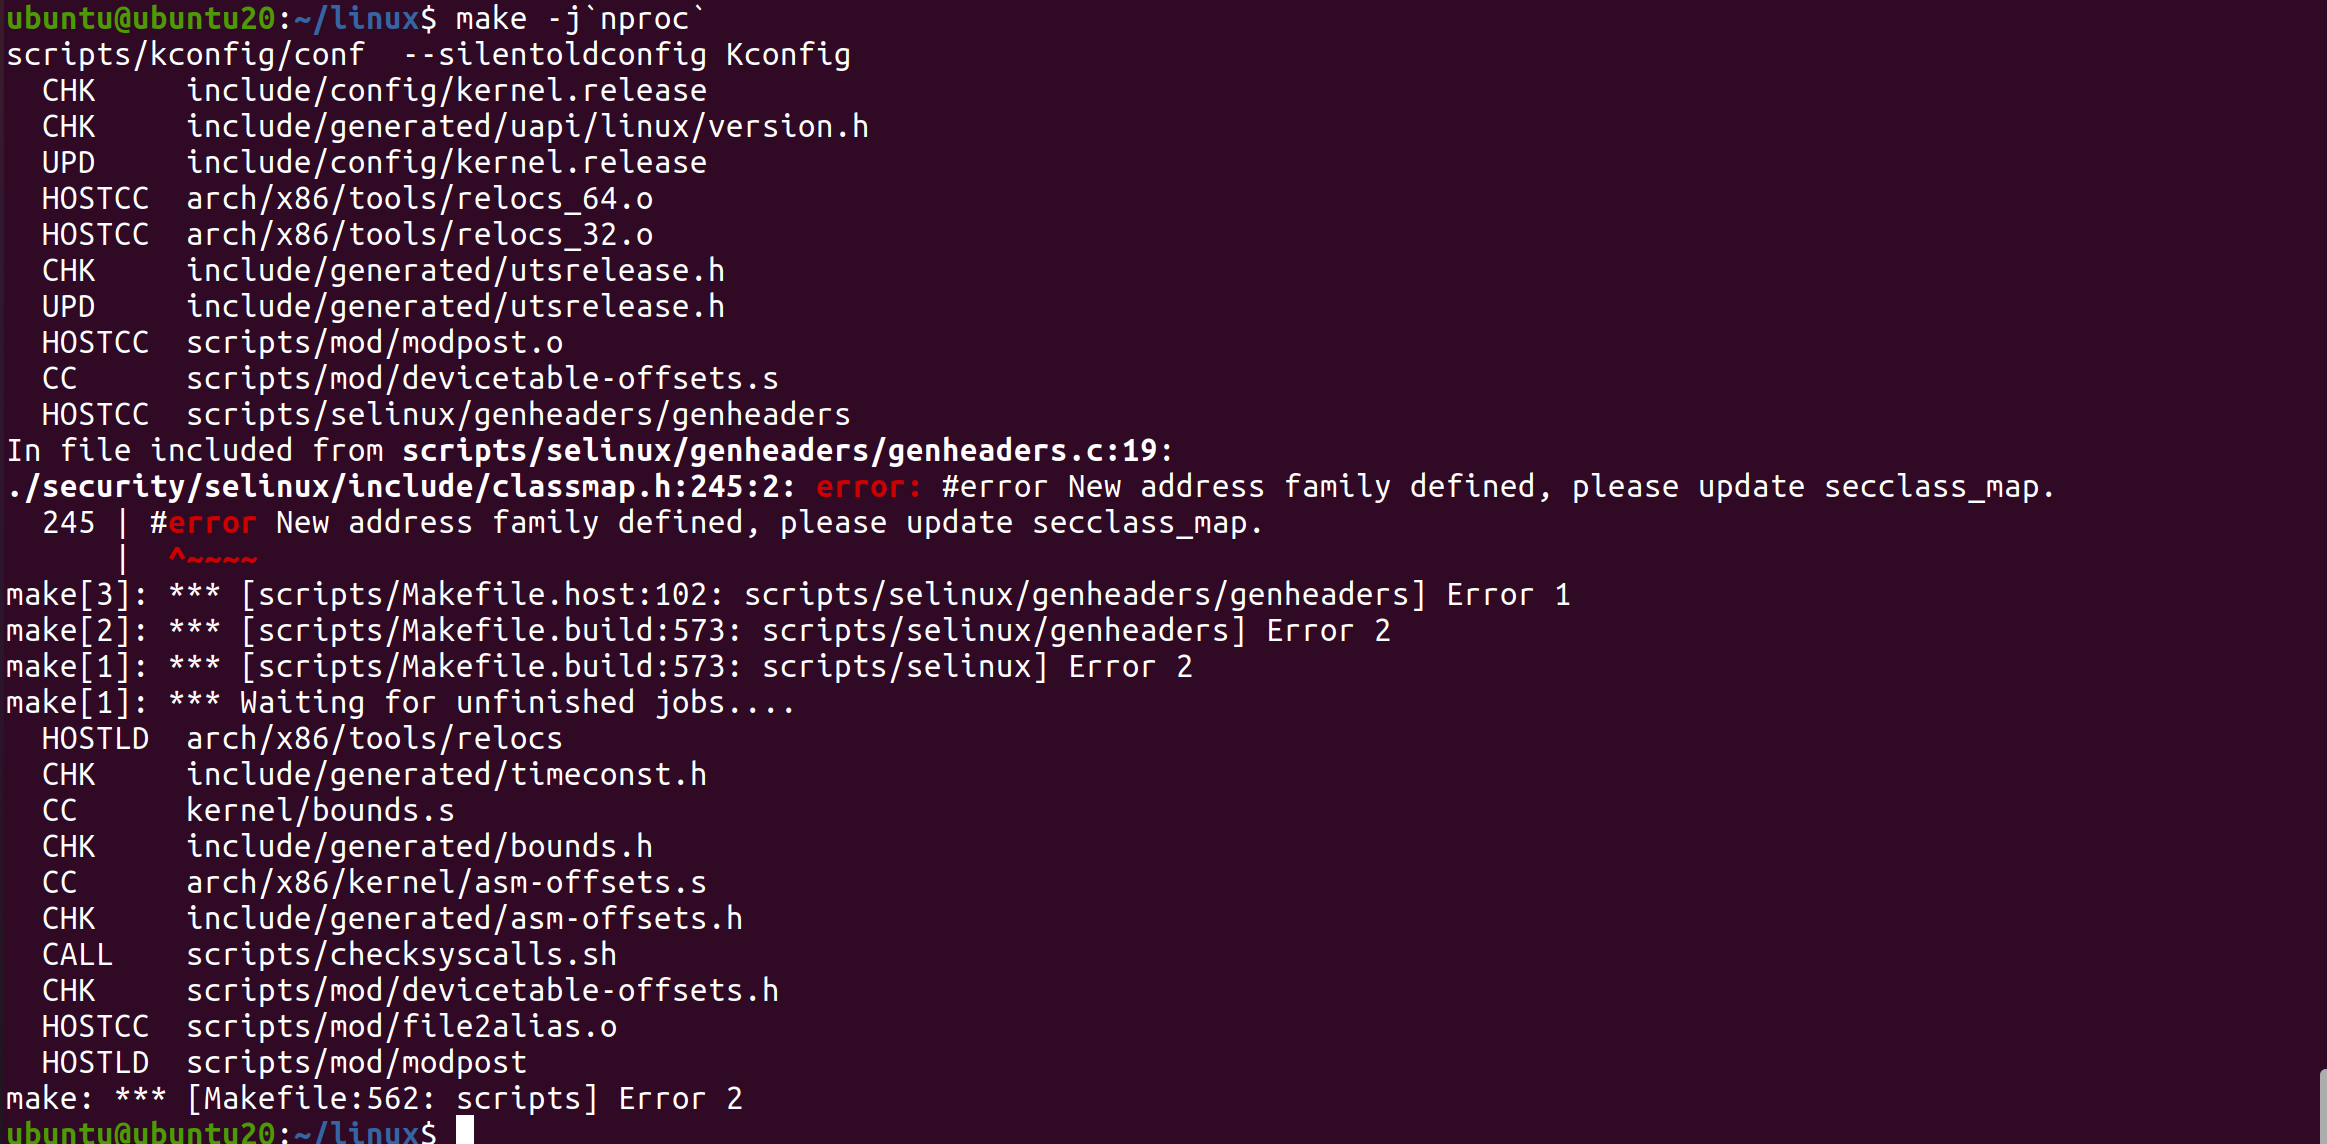 ubuntu@ubuntu20:~/linux$ make -j`nproc`
scripts/kconfig/conf  --silentoldconfig Kconfig
  CHK     include/config/kernel.release
  CHK     include/generated/uapi/linux/version.h
  UPD     include/config/kernel.release
  HOSTCC  arch/x86/tools/relocs_64.o
  HOSTCC  arch/x86/tools/relocs_32.o
  CHK     include/generated/utsrelease.h
  UPD     include/generated/utsrelease.h
  HOSTCC  scripts/mod/modpost.o
  CC      scripts/mod/devicetable-offsets.s
  HOSTCC  scripts/selinux/genheaders/genheaders
In file included from scripts/selinux/genheaders/genheaders.c:19:
./security/selinux/include/classmap.h:245:2: error: #error New address family defined, please update secclass_map.
  245 | #error New address family defined, please update secclass_map.
      |  ^~~~~
make[3]: *** [scripts/Makefile.host:102: scripts/selinux/genheaders/genheaders] Error 1
make[2]: *** [scripts/Makefile.build:573: scripts/selinux/genheaders] Error 2
make[1]: *** [scripts/Makefile.build:573: scripts/selinux] Error 2
make[1]: *** Waiting for unfinished jobs....
  HOSTLD  arch/x86/tools/relocs
  CHK     include/generated/timeconst.h
  CC      kernel/bounds.s
  CHK     include/generated/bounds.h
  CC      arch/x86/kernel/asm-offsets.s
  CHK     include/generated/asm-offsets.h
  CALL    scripts/checksyscalls.sh
  CHK     scripts/mod/devicetable-offsets.h
  HOSTCC  scripts/mod/file2alias.o
  HOSTLD  scripts/mod/modpost
make: *** [Makefile:562: scripts] Error 2
ubuntu@ubuntu20:~/linux$